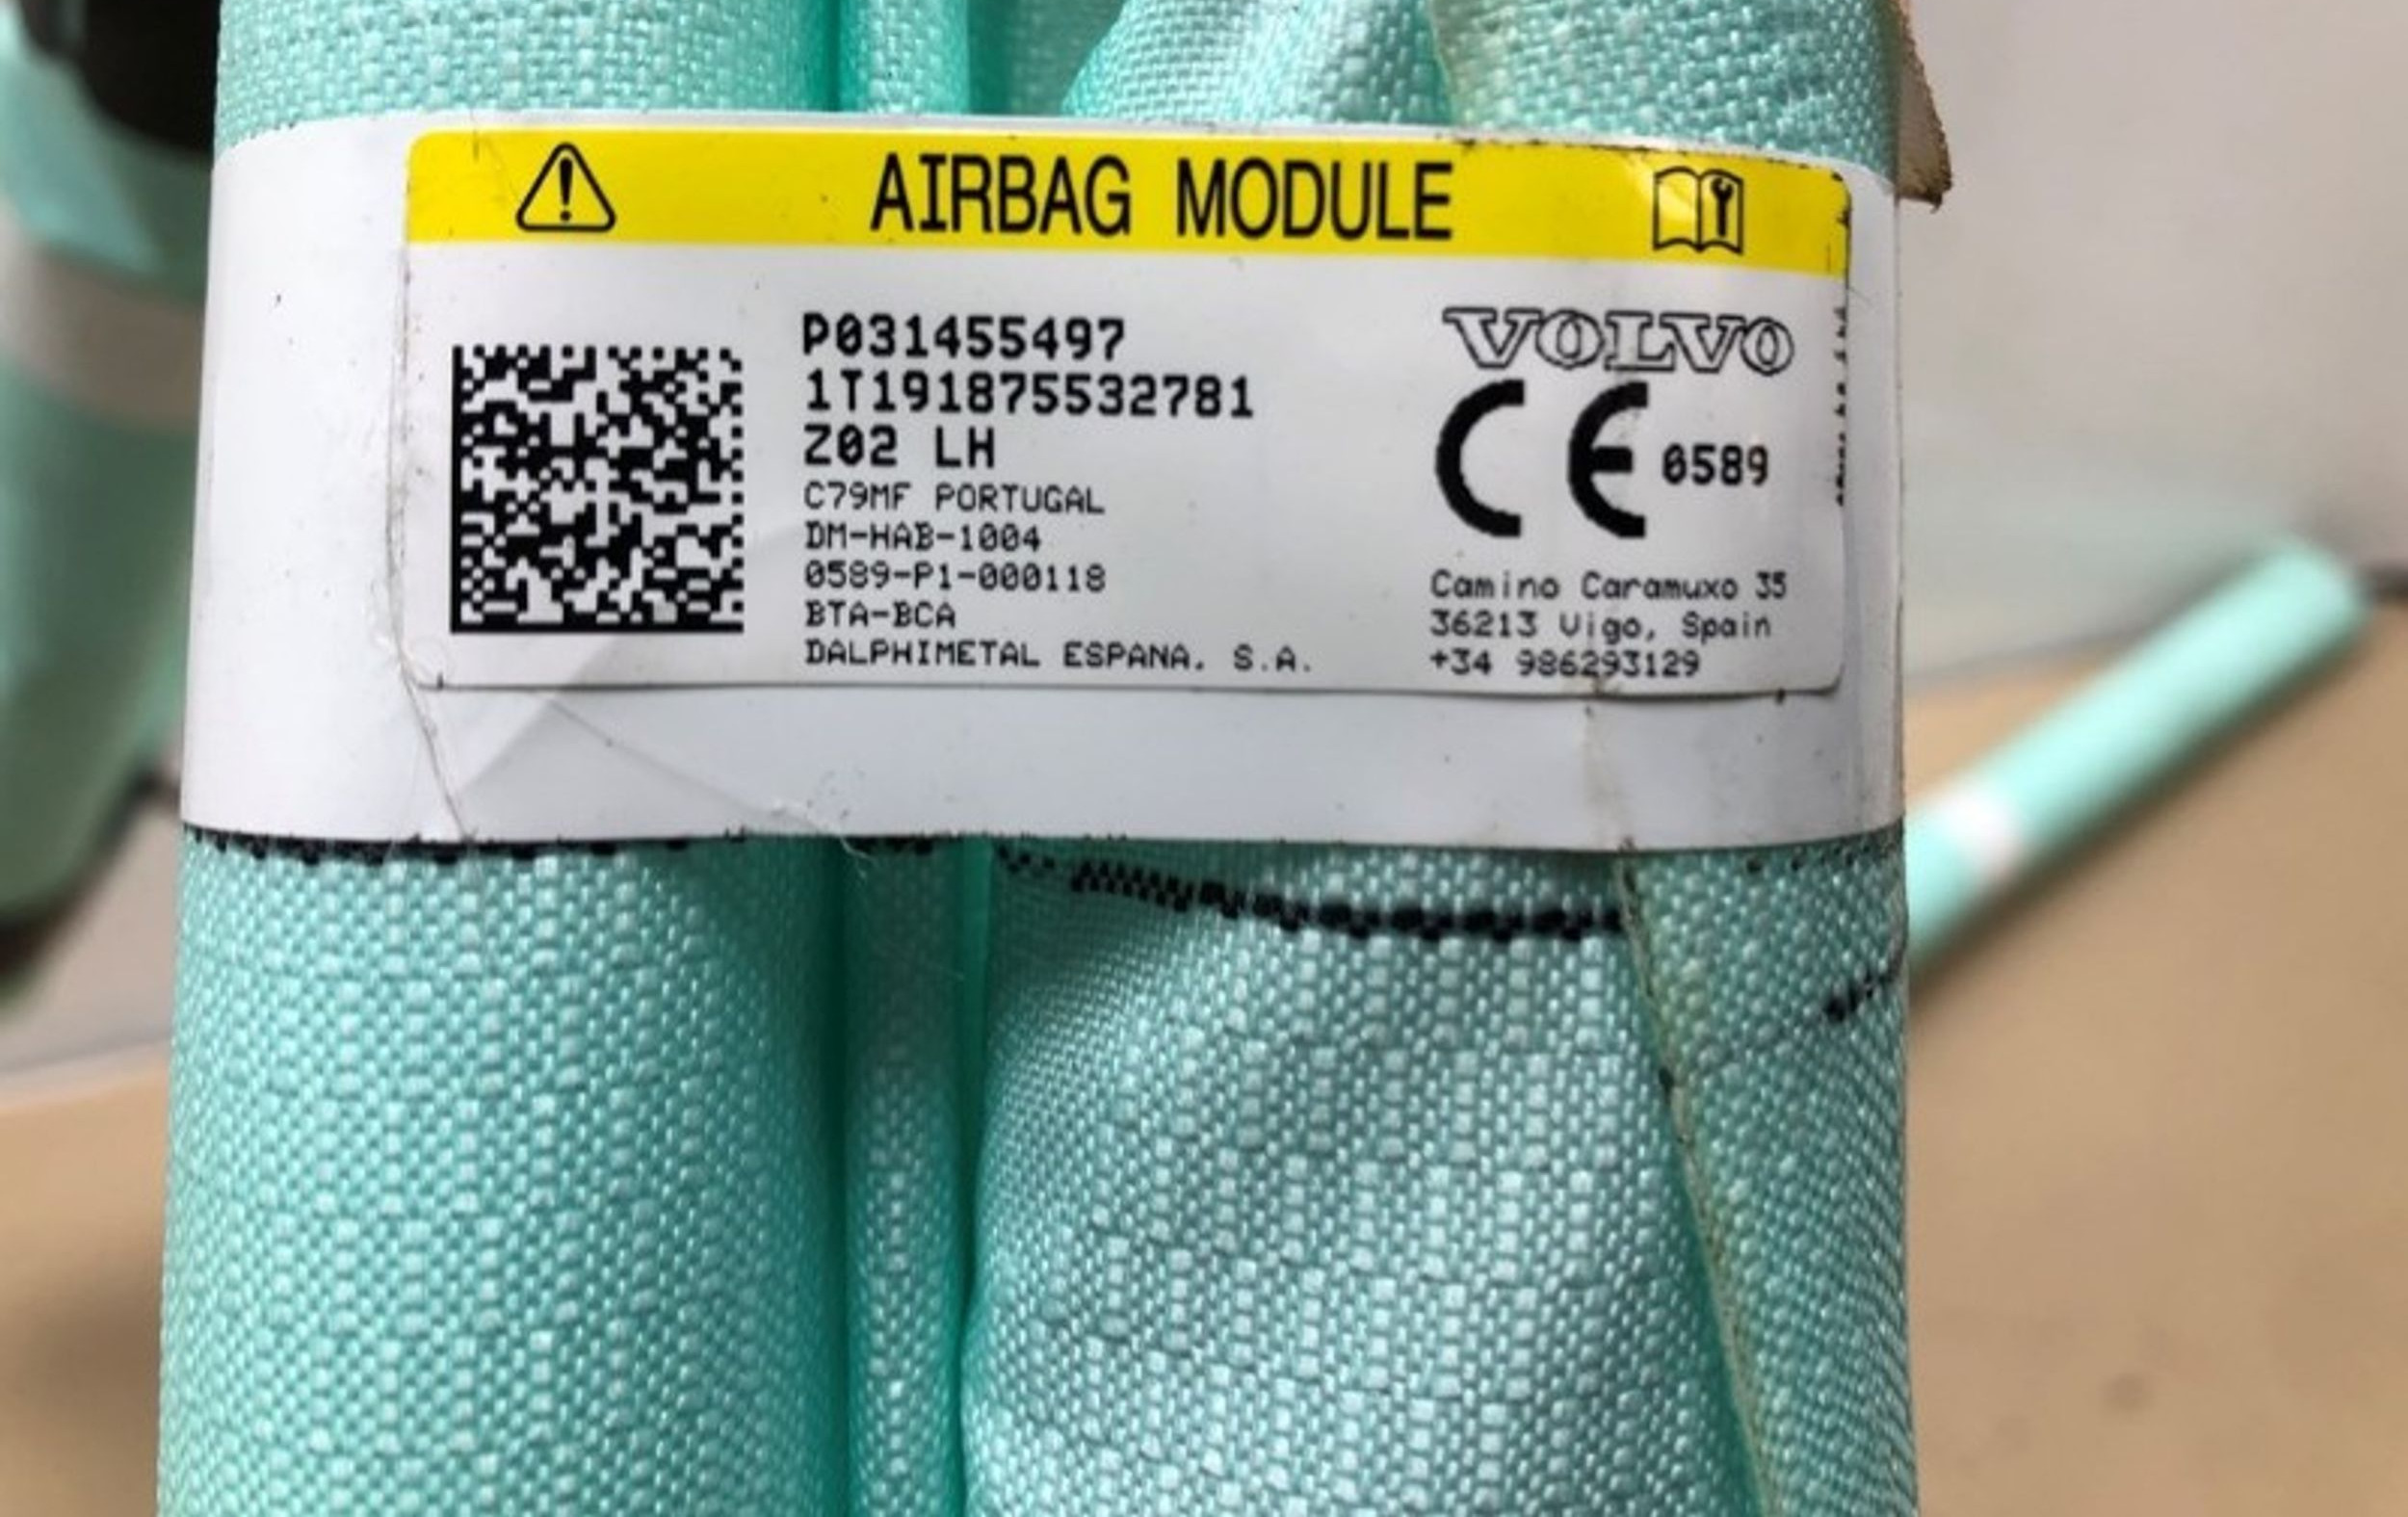 AIRBAG MODULE
P031455497
1T191875532781
Z02 LH
C79MF PORTUGAL
DM-HAB-1004
0589-P1-000118
BTA-BCA
DALPHIMETAL ESPANA. S.A.
VOLVO
CE 0589
Camino Caramuxo 35
36213 Vigo, Spain
+34 986293129